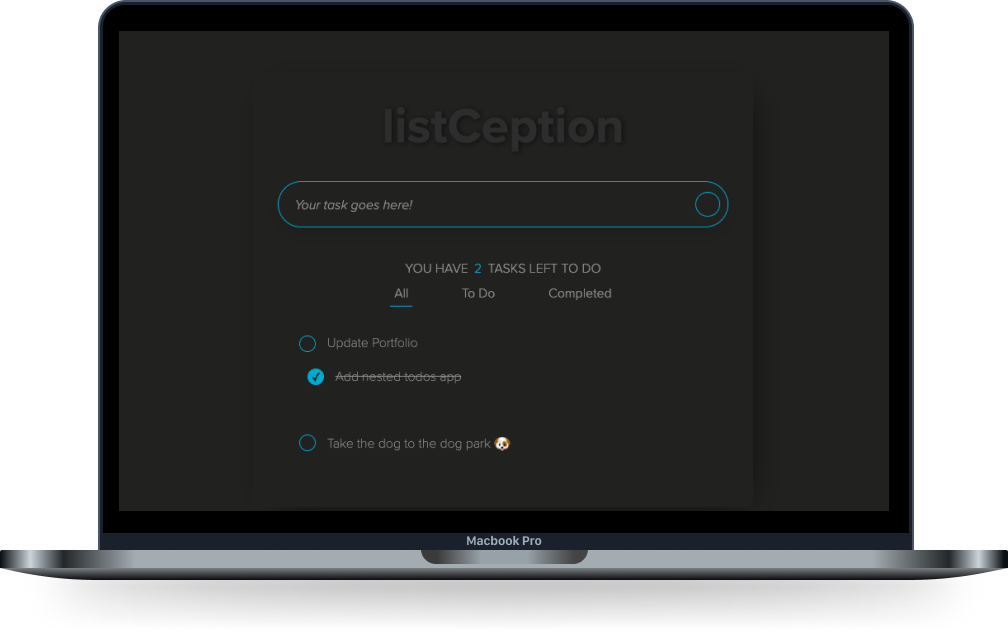 listCeption
Your task goes here!
YOU HAVE 2 TASKS LEFT TO DO
All To Do Completed
Update Portfolio
Add nested todos app
Take the dog to the dog park 🐶
Macbook Pro